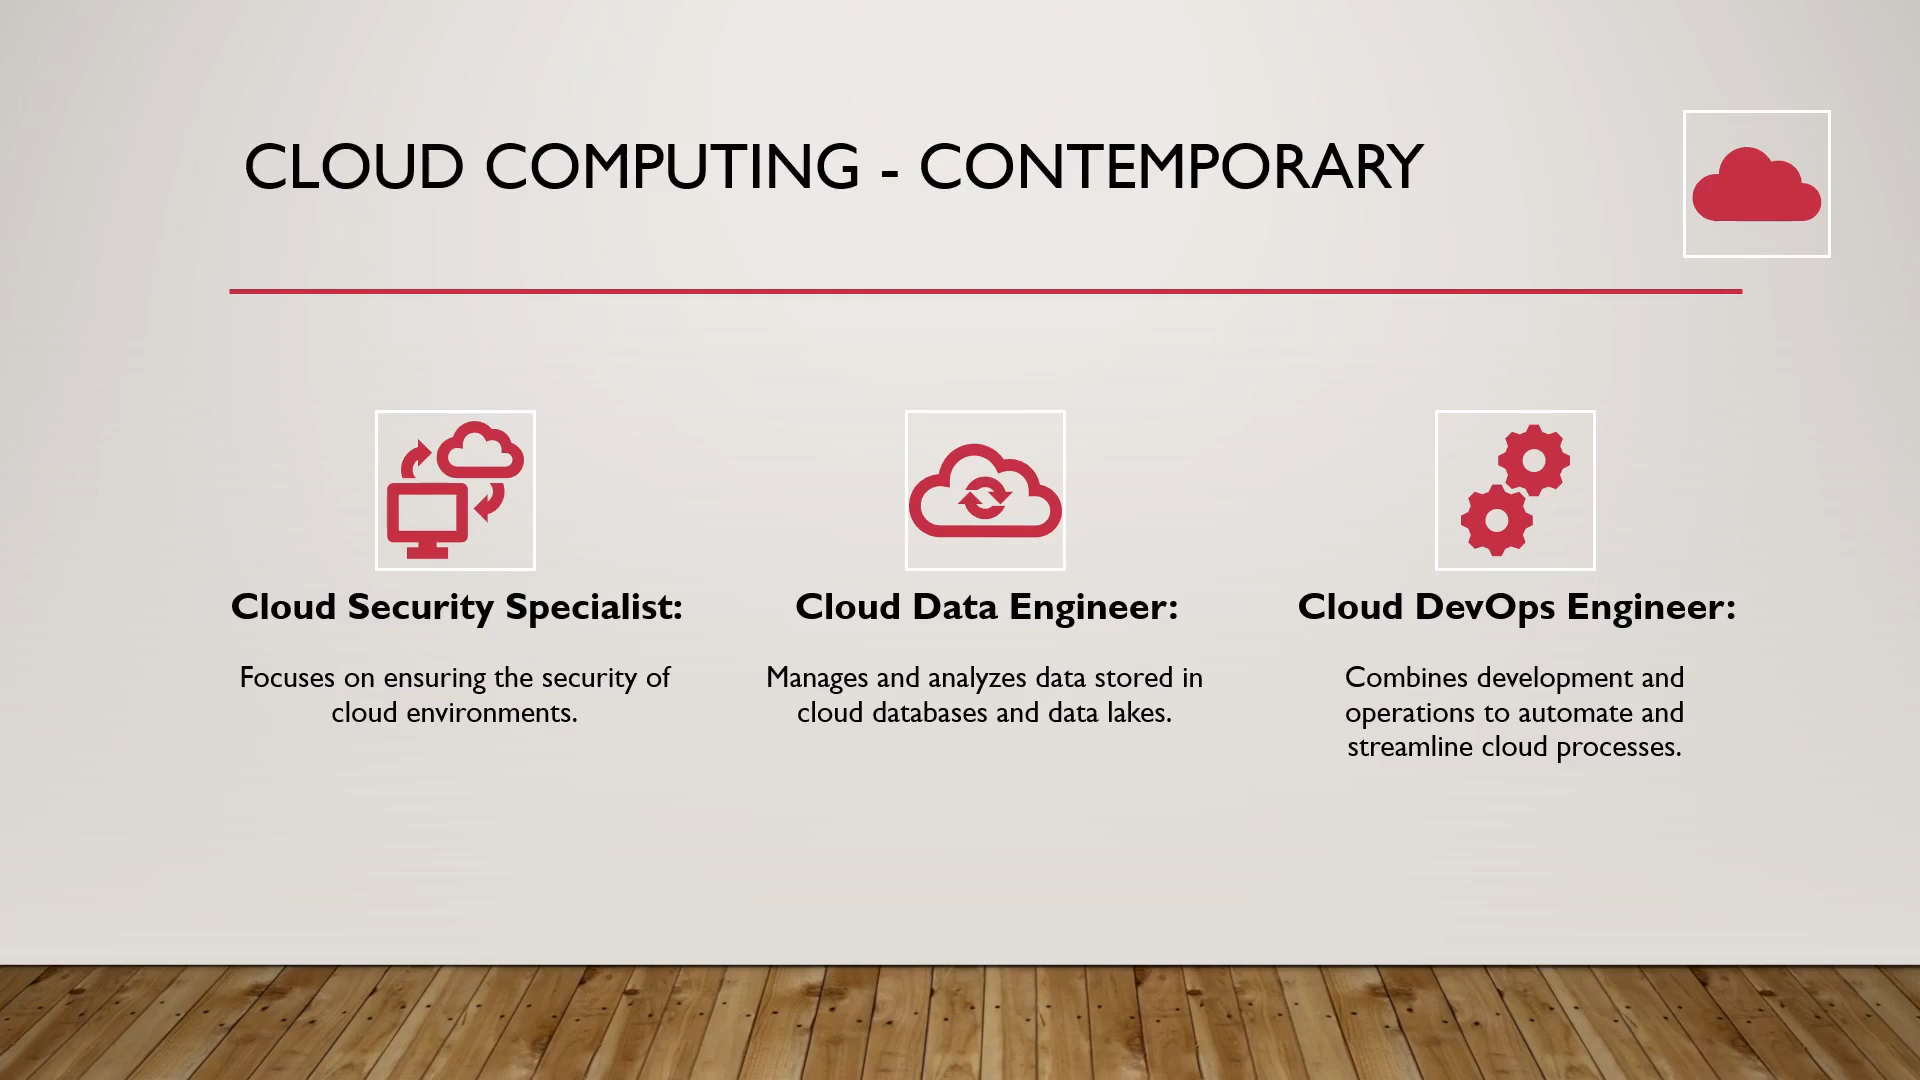 CLOUD COMPUTING - CONTEMPORARY
Cloud Security Specialist:
Focuses on ensuring the security of
cloud environments.
Cloud Data Engineer:
Manages and analyzes data stored in
cloud databases and data lakes.
Cloud DevOps Engineer:
Combines development and
operations to automate and
streamline cloud processes.